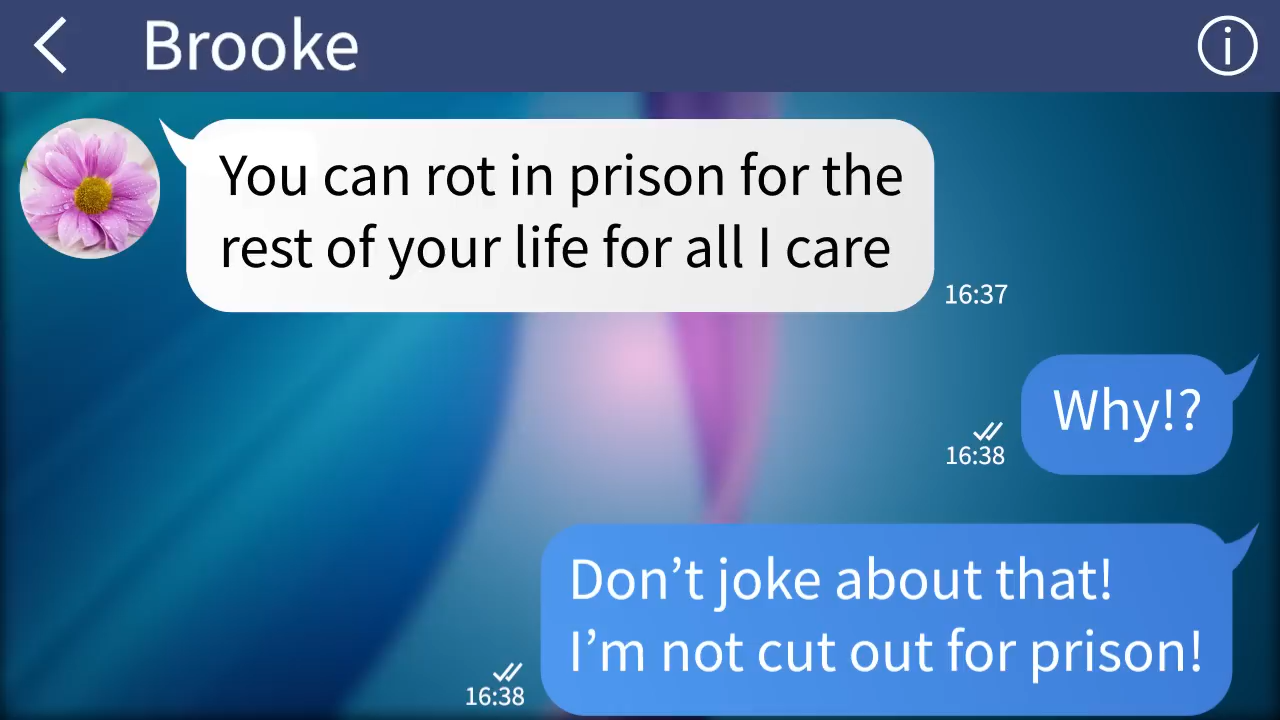 Brooke
You can rot in prison for the
rest of your life for all I care
16:37
Why!?
16:38
Don’t joke about that!
I’m not cut out for prison!
16:38